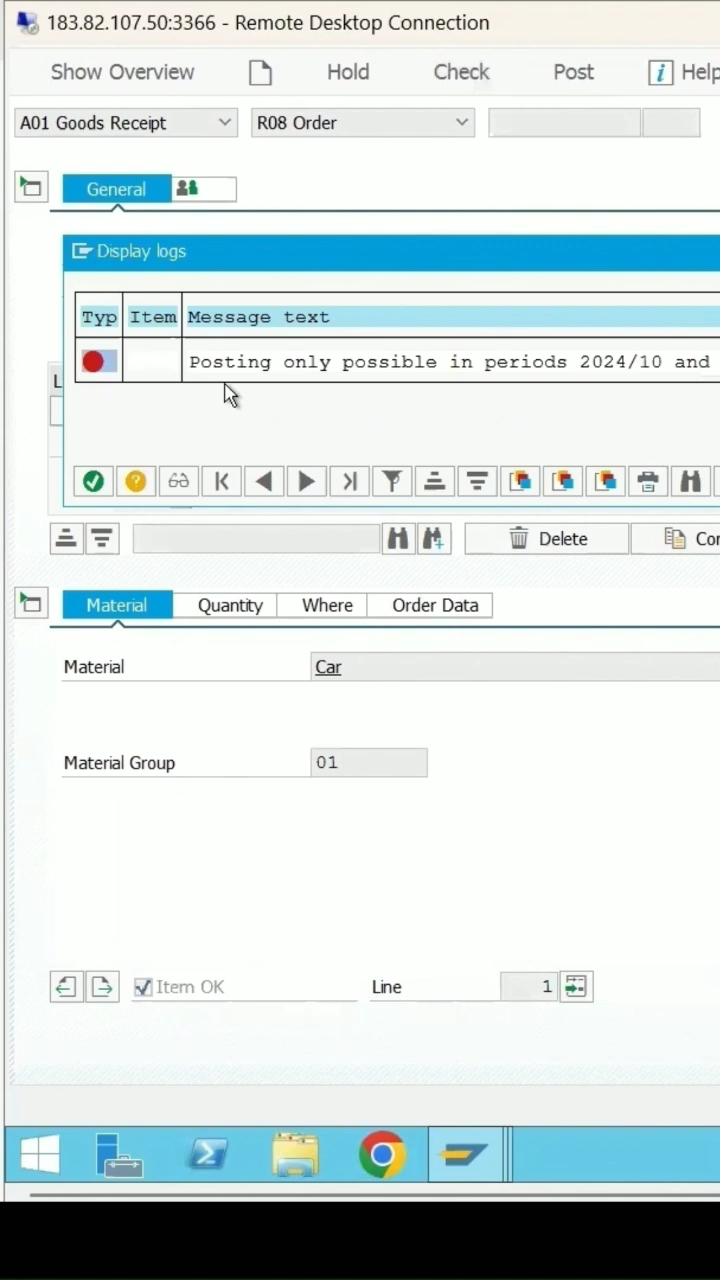 183.82.107.50:3366 - Remote Desktop Connection
Show Overview Hold Check Post i Help
A01 Goods Receipt R08 Order
General
Display logs
Typ Item Message text
Posting only possible in periods 2024/10 and
L
Delete Cor
Material Quantity Where Order Data
Material Car
Material Group 01
Item OK Line 1